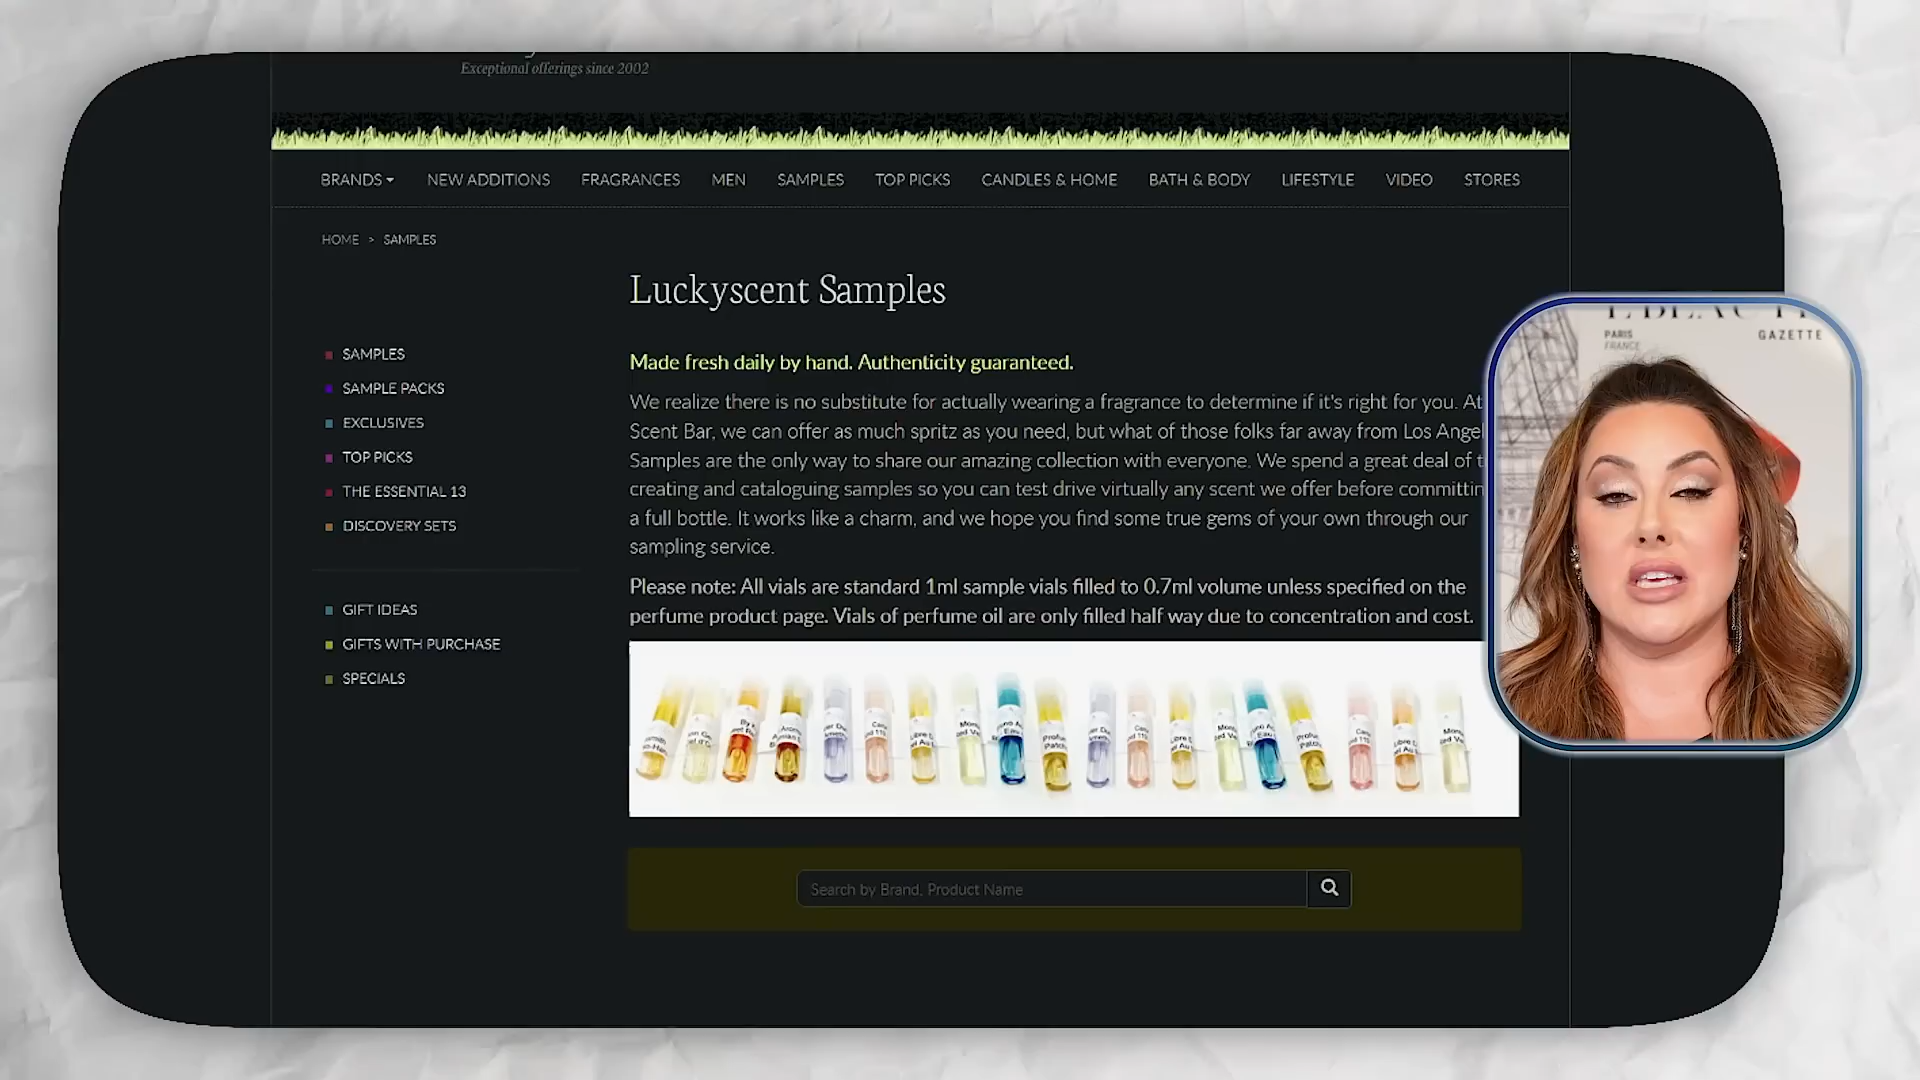 Exceptional offerings since 2002
BRANDS NEW ADDITIONS FRAGRANCES MEN SAMPLES TOP PICKS CANDLES & HOME BATH & BODY LIFESTYLE VIDEO STORES
HOME > SAMPLES
Luckyscent Samples
SAMPLES
SAMPLE PACKS
EXCLUSIVES
TOP PICKS
THE ESSENTIAL 13
DISCOVERY SETS
GIFT IDEAS
GIFTS WITH PURCHASE
SPECIALS
Made fresh daily by hand. Authenticity guaranteed.
We realize there is no substitute for actually wearing a fragrance to determine if it's right for you. At
Scent Bar, we can offer as much spritz as you need, but what of those folks far away from Los Angel
Samples are the only way to share our amazing collection with everyone. We spend a great deal of t
creating and cataloguing samples so you can test drive virtually any scent we offer before committin
a full bottle. It works like a charm, and we hope you find some true gems of your own through our
sampling service.
Please note: All vials are standard 1ml sample vials filled to 0.7ml volume unless specified on the
perfume product page. Vials of perfume oil are only filled half way due to concentration and cost.
Search by Brand, Product Name
PARIS
FRANCE
GAZETTE